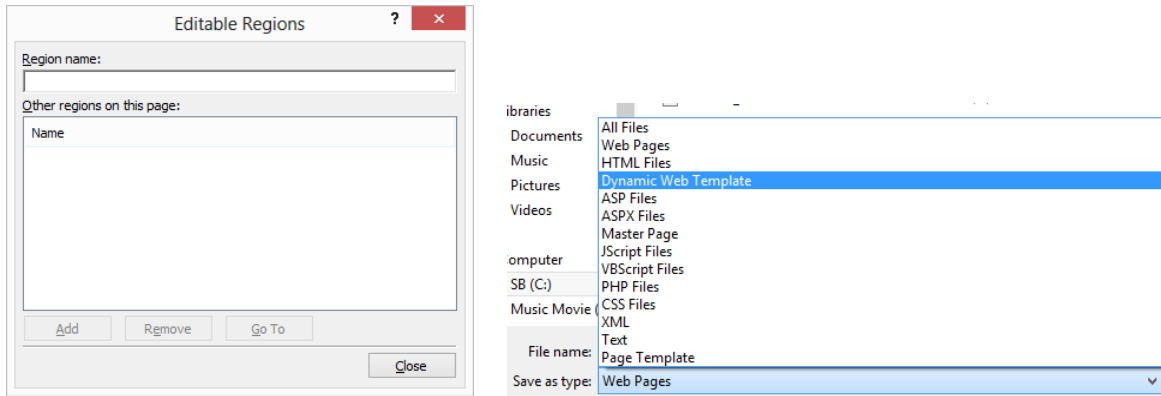 Editable Regions
?
×
Region name:
Other regions on this page:
Name
Add Remove Go To
Close
ibraries
Documents
Music
Pictures
Videos
omputer
SB (C:)
Music Movie (
File name:
Save as type: Web Pages
All Files
Web Pages
HTML Files
Dynamic Web Template
ASP Files
ASPX Files
Master Page
JScript Files
VBScript Files
PHP Files
CSS Files
XML
Text
Page Template